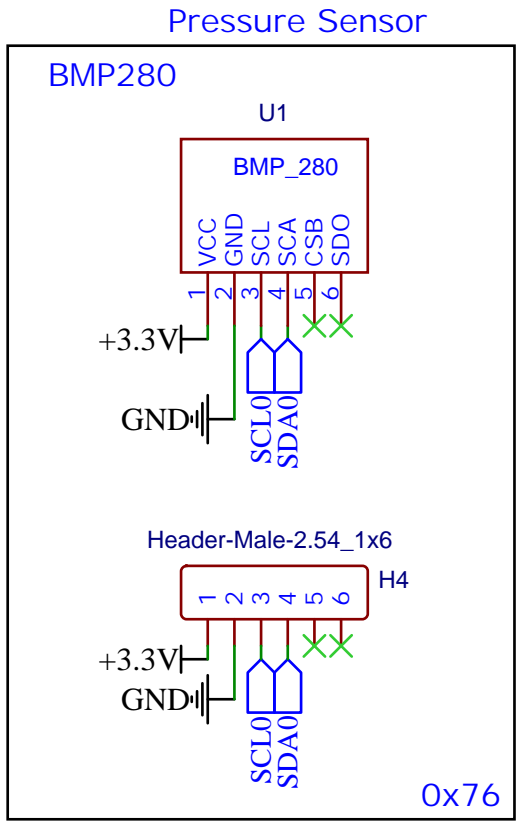 Pressure Sensor
BMP280
U1
BMP_280
VCC GND SCL SCA CSB SDO
1 2 3 4 5 6
+3.3V
GND
SCL0 SDA0
Header-Male-2.54_1x6
H4
1 2 3 4 5 6
+3.3V
GND
SCL0 SDA0
0x76